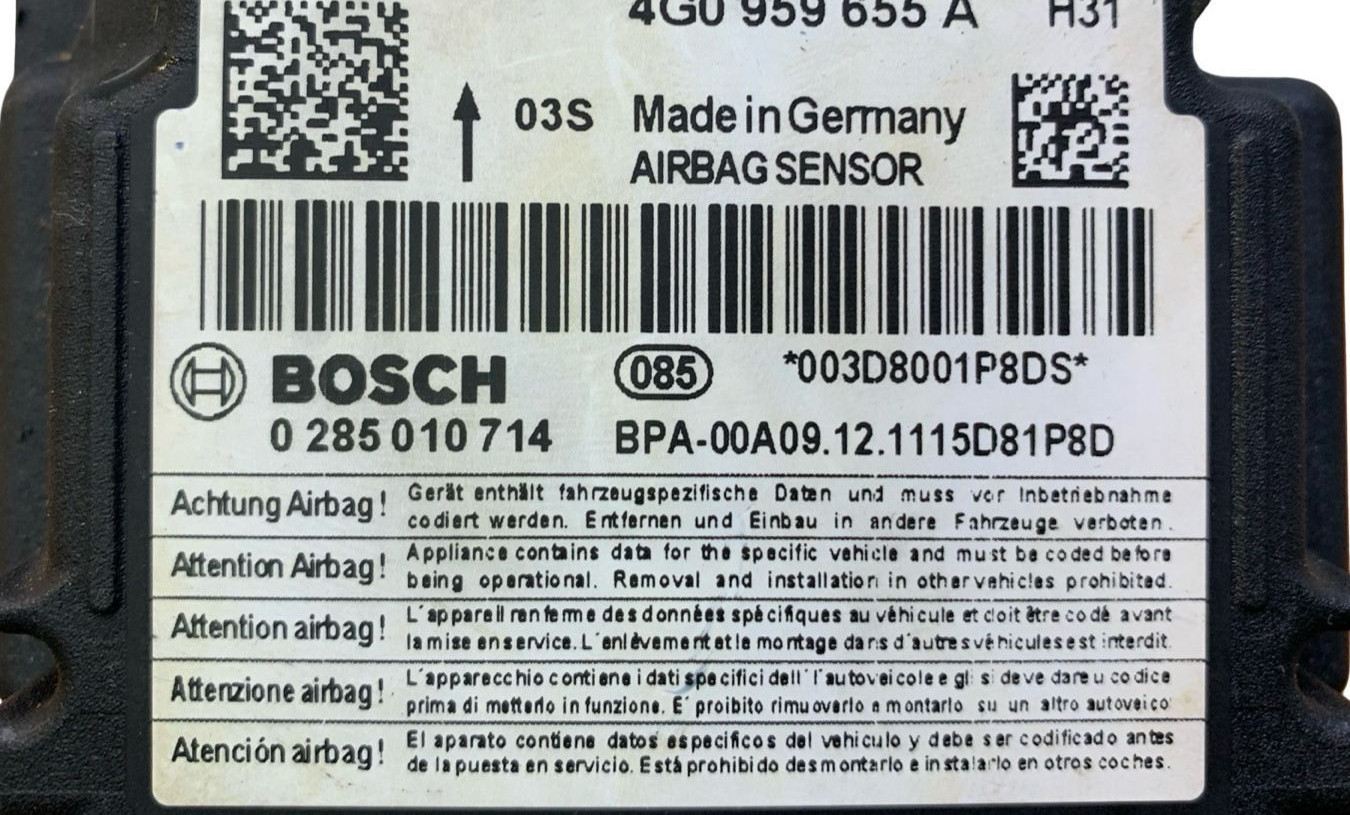 4G0 959 655 A H31
03S Made in Germany
AIRBAG SENSOR
BOSCH 085 *003D8001P8DS*
0 285 010 714 BPA-00A09.12.1115D81P8D
Achtung Airbag! Gerät enthält fahrzeugspezifische Daten und muss vor Inbetriebnahme
codiert werden. Entfernen und Einbau in andere Fahrzeuge verboten.
Attention Airbag! Appliance contains data for the specific vehicle and must be coded before
being operational. Removal and installation in other vehicles prohibited.
Attention airbag! L'appareil renferme des données spécifiques au véhicule et doit être codé avant
la mise en service. L'enlèvement et le montage dans d'autres véhicules est interdit.
Attenzione airbag! L'apparecchio contiene i dati specifici dell'autoveicole e gli si deve dare u codice
prima di metterlo in funzione. E' proibito rimuoverlo e montarlo su un altro autoveico
Atención airbag! El aparato contiene datos especificos del vehiculo y debe ser codificado antes
de la puesta en servicio. Está prohibido desmontarlo e instalarlo en otros coches.